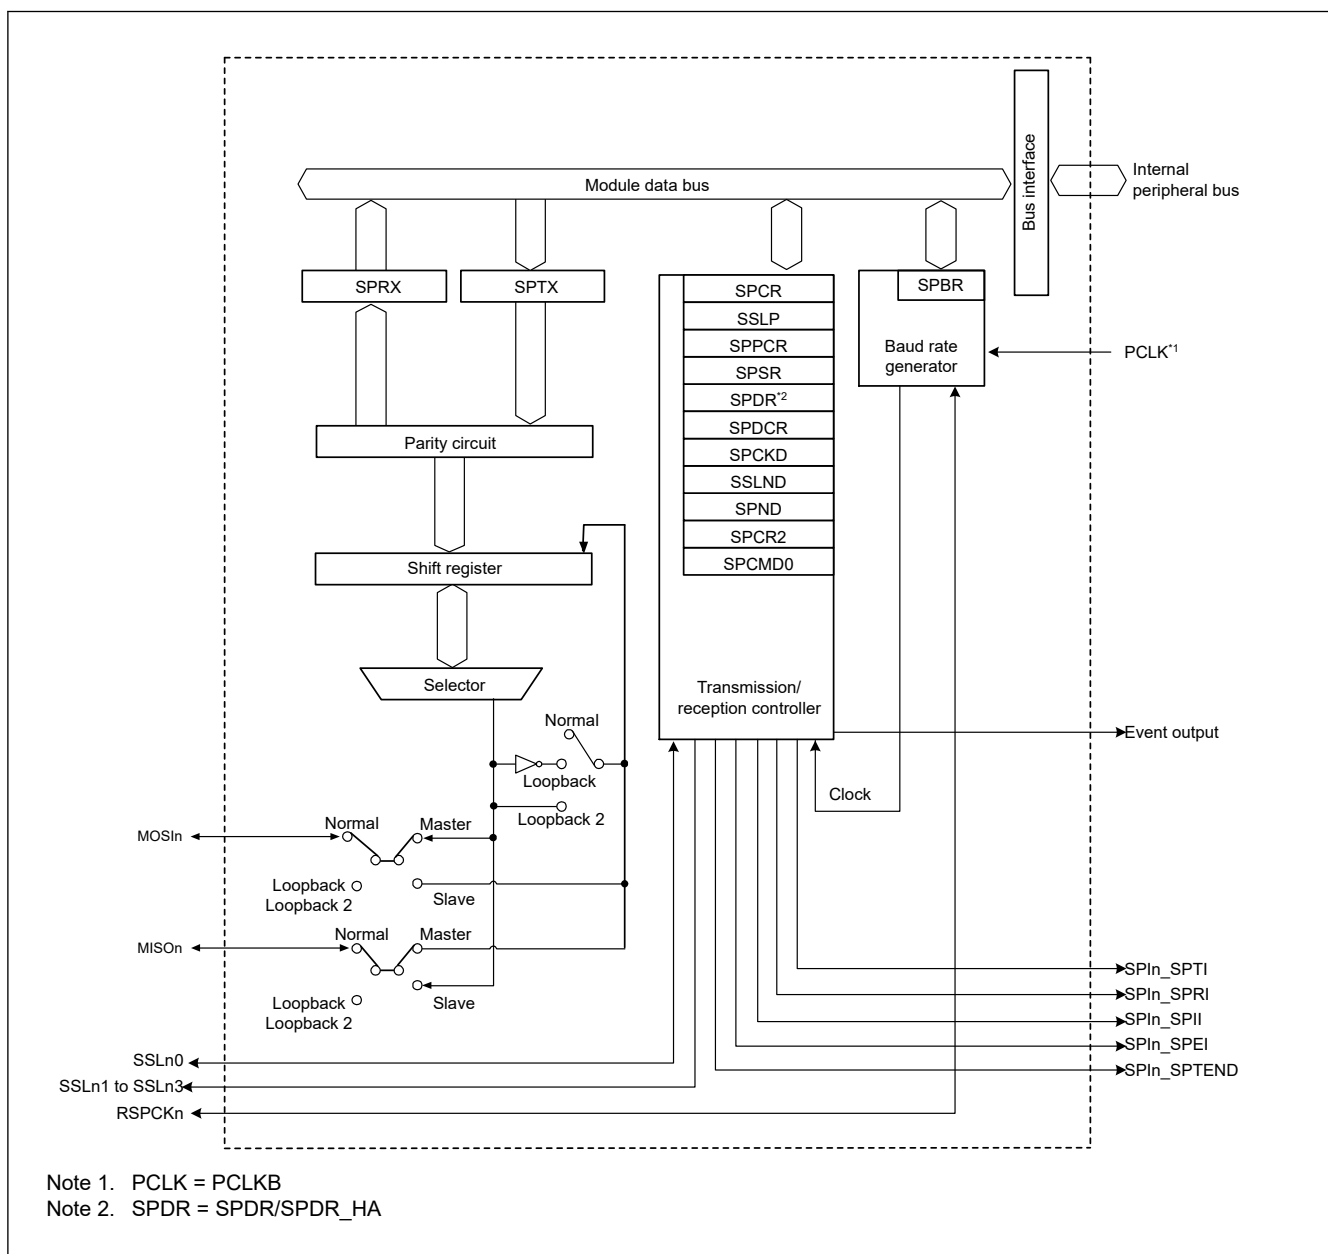 Bus interface
Internal
peripheral bus
Module data bus
SPRX
SPTX
SPCR
SSLP
SPPCR
SPSR
SPDR*2
SPDCR
SPCKD
SSLND
SPND
SPCR2
SPCMD0
SPBR
Baud rate
generator
PCLK*1
Parity circuit
Shift register
Selector
Transmission/
reception controller
Normal
Loopback
Loopback 2
Event output
Clock
MOSIn
Normal
Master
Loopback
Loopback 2
Slave
MISOn
Normal
Master
Loopback
Loopback 2
Slave
SPIn_SPTI
SPIn_SPRI
SPIn_SPII
SPIn_SPEI
SPIn_SPTEND
SSLn0
SSLn1 to SSLn3
RSPCKn
Note 1. PCLK = PCLKB
Note 2. SPDR = SPDR/SPDR_HA